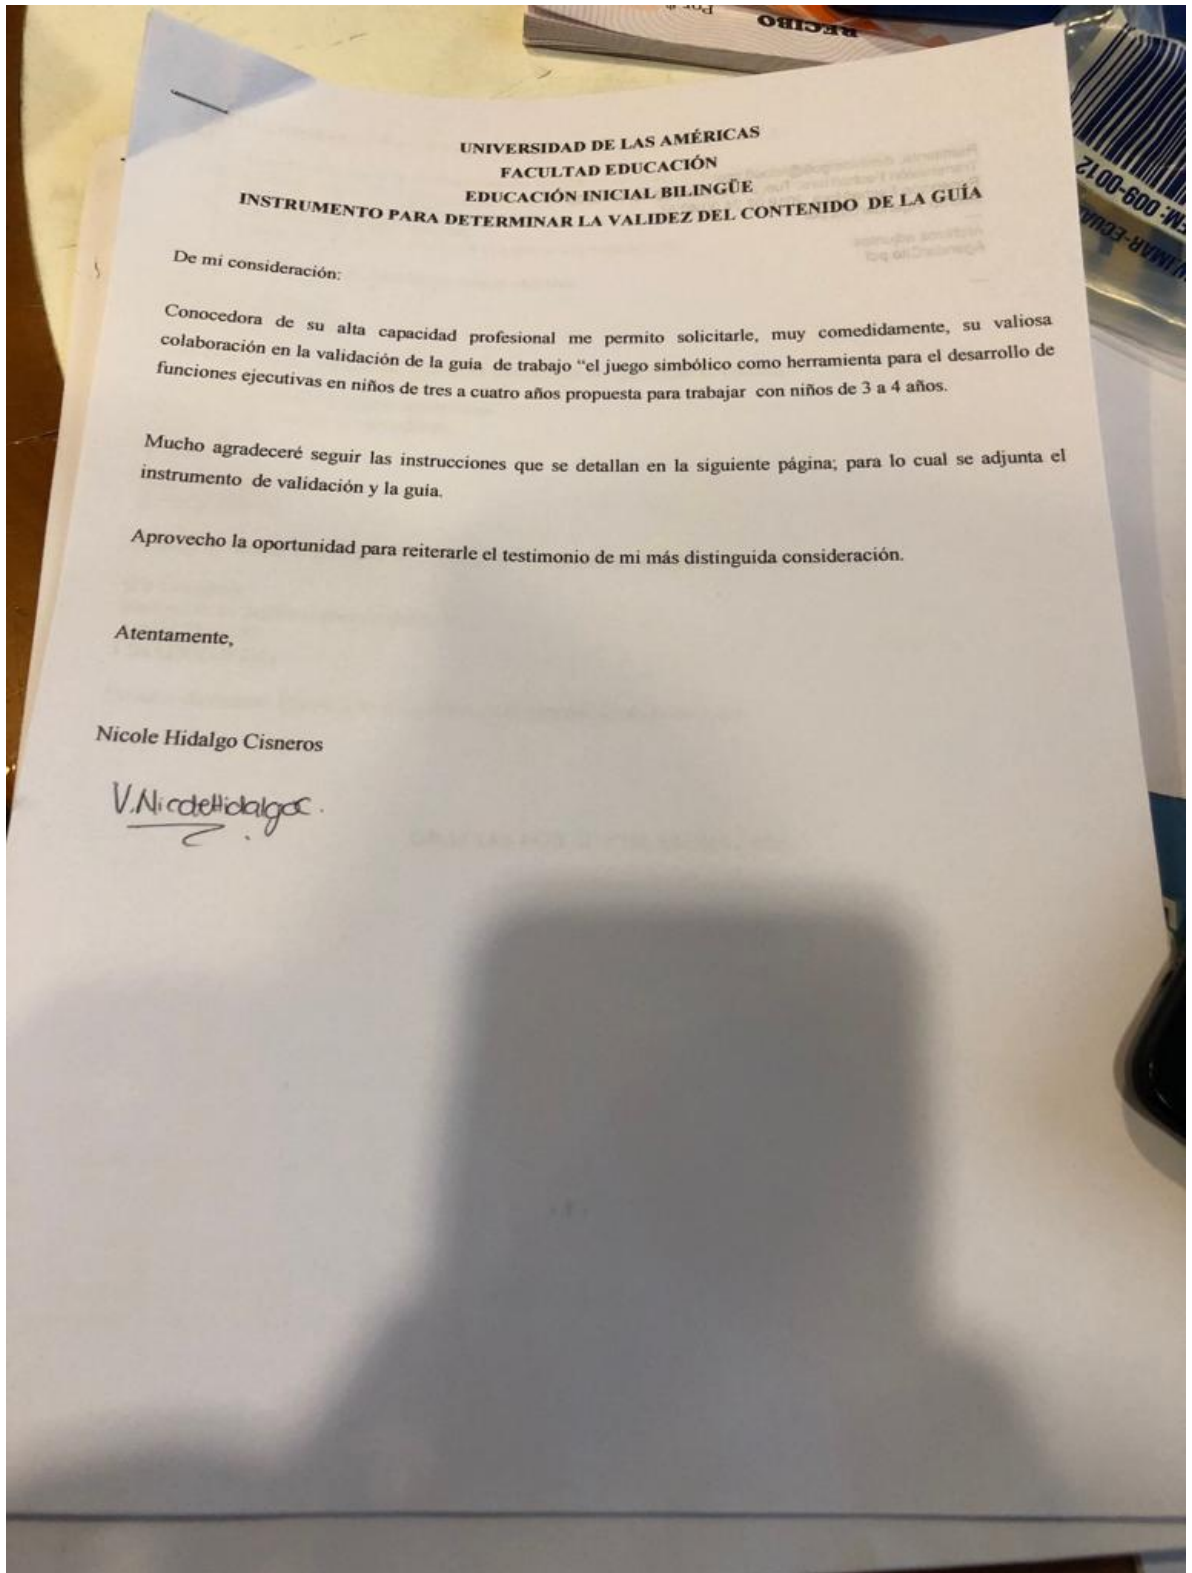 RECIBO
Por $
UNIVERSIDAD DE LAS AMÉRICAS
FACULTAD EDUCACIÓN
EDUCACIÓN INICIAL BILINGÜE
INSTRUMENTO PARA DETERMINAR LA VALIDEZ DEL CONTENIDO DE LA GUÍA
De mi consideración:
Conocedora de su alta capacidad profesional me permito solicitarle, muy comedidamente, su valiosa
colaboración en la validación de la guía de trabajo “el juego simbólico como herramienta para el desarrollo de
funciones ejecutivas en niños de tres a cuatro años propuesta para trabajar con niños de 3 a 4 años.
Mucho agradeceré seguir las instrucciones que se detallan en la siguiente página; para lo cual se adjunta el
instrumento de validación y la guía.
Aprovecho la oportunidad para reiterarle el testimonio de mi más distinguida consideración.
Atentamente,
Nicole Hidalgo Cisneros
V.NicoleHidalgoC.
009-0012